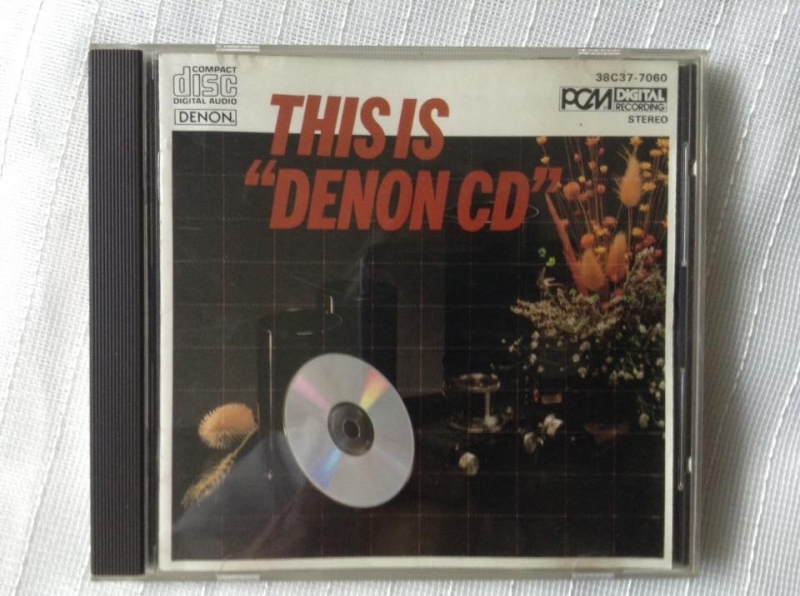 COMPACT
disc
DIGITAL AUDIO
DENON
38C37-7060
PCM DIGITAL
RECORDING
STEREO
THIS IS
“DENON CD”